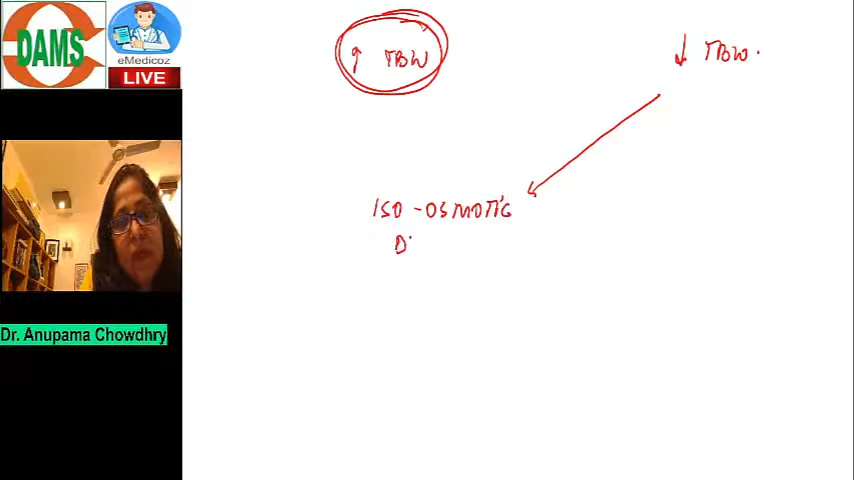 DAMS
eMedicoz
LIVE
↑ TBW
↓ TBW.
ISO-OSMOTIC
D
Dr. Anupama Chowdhry